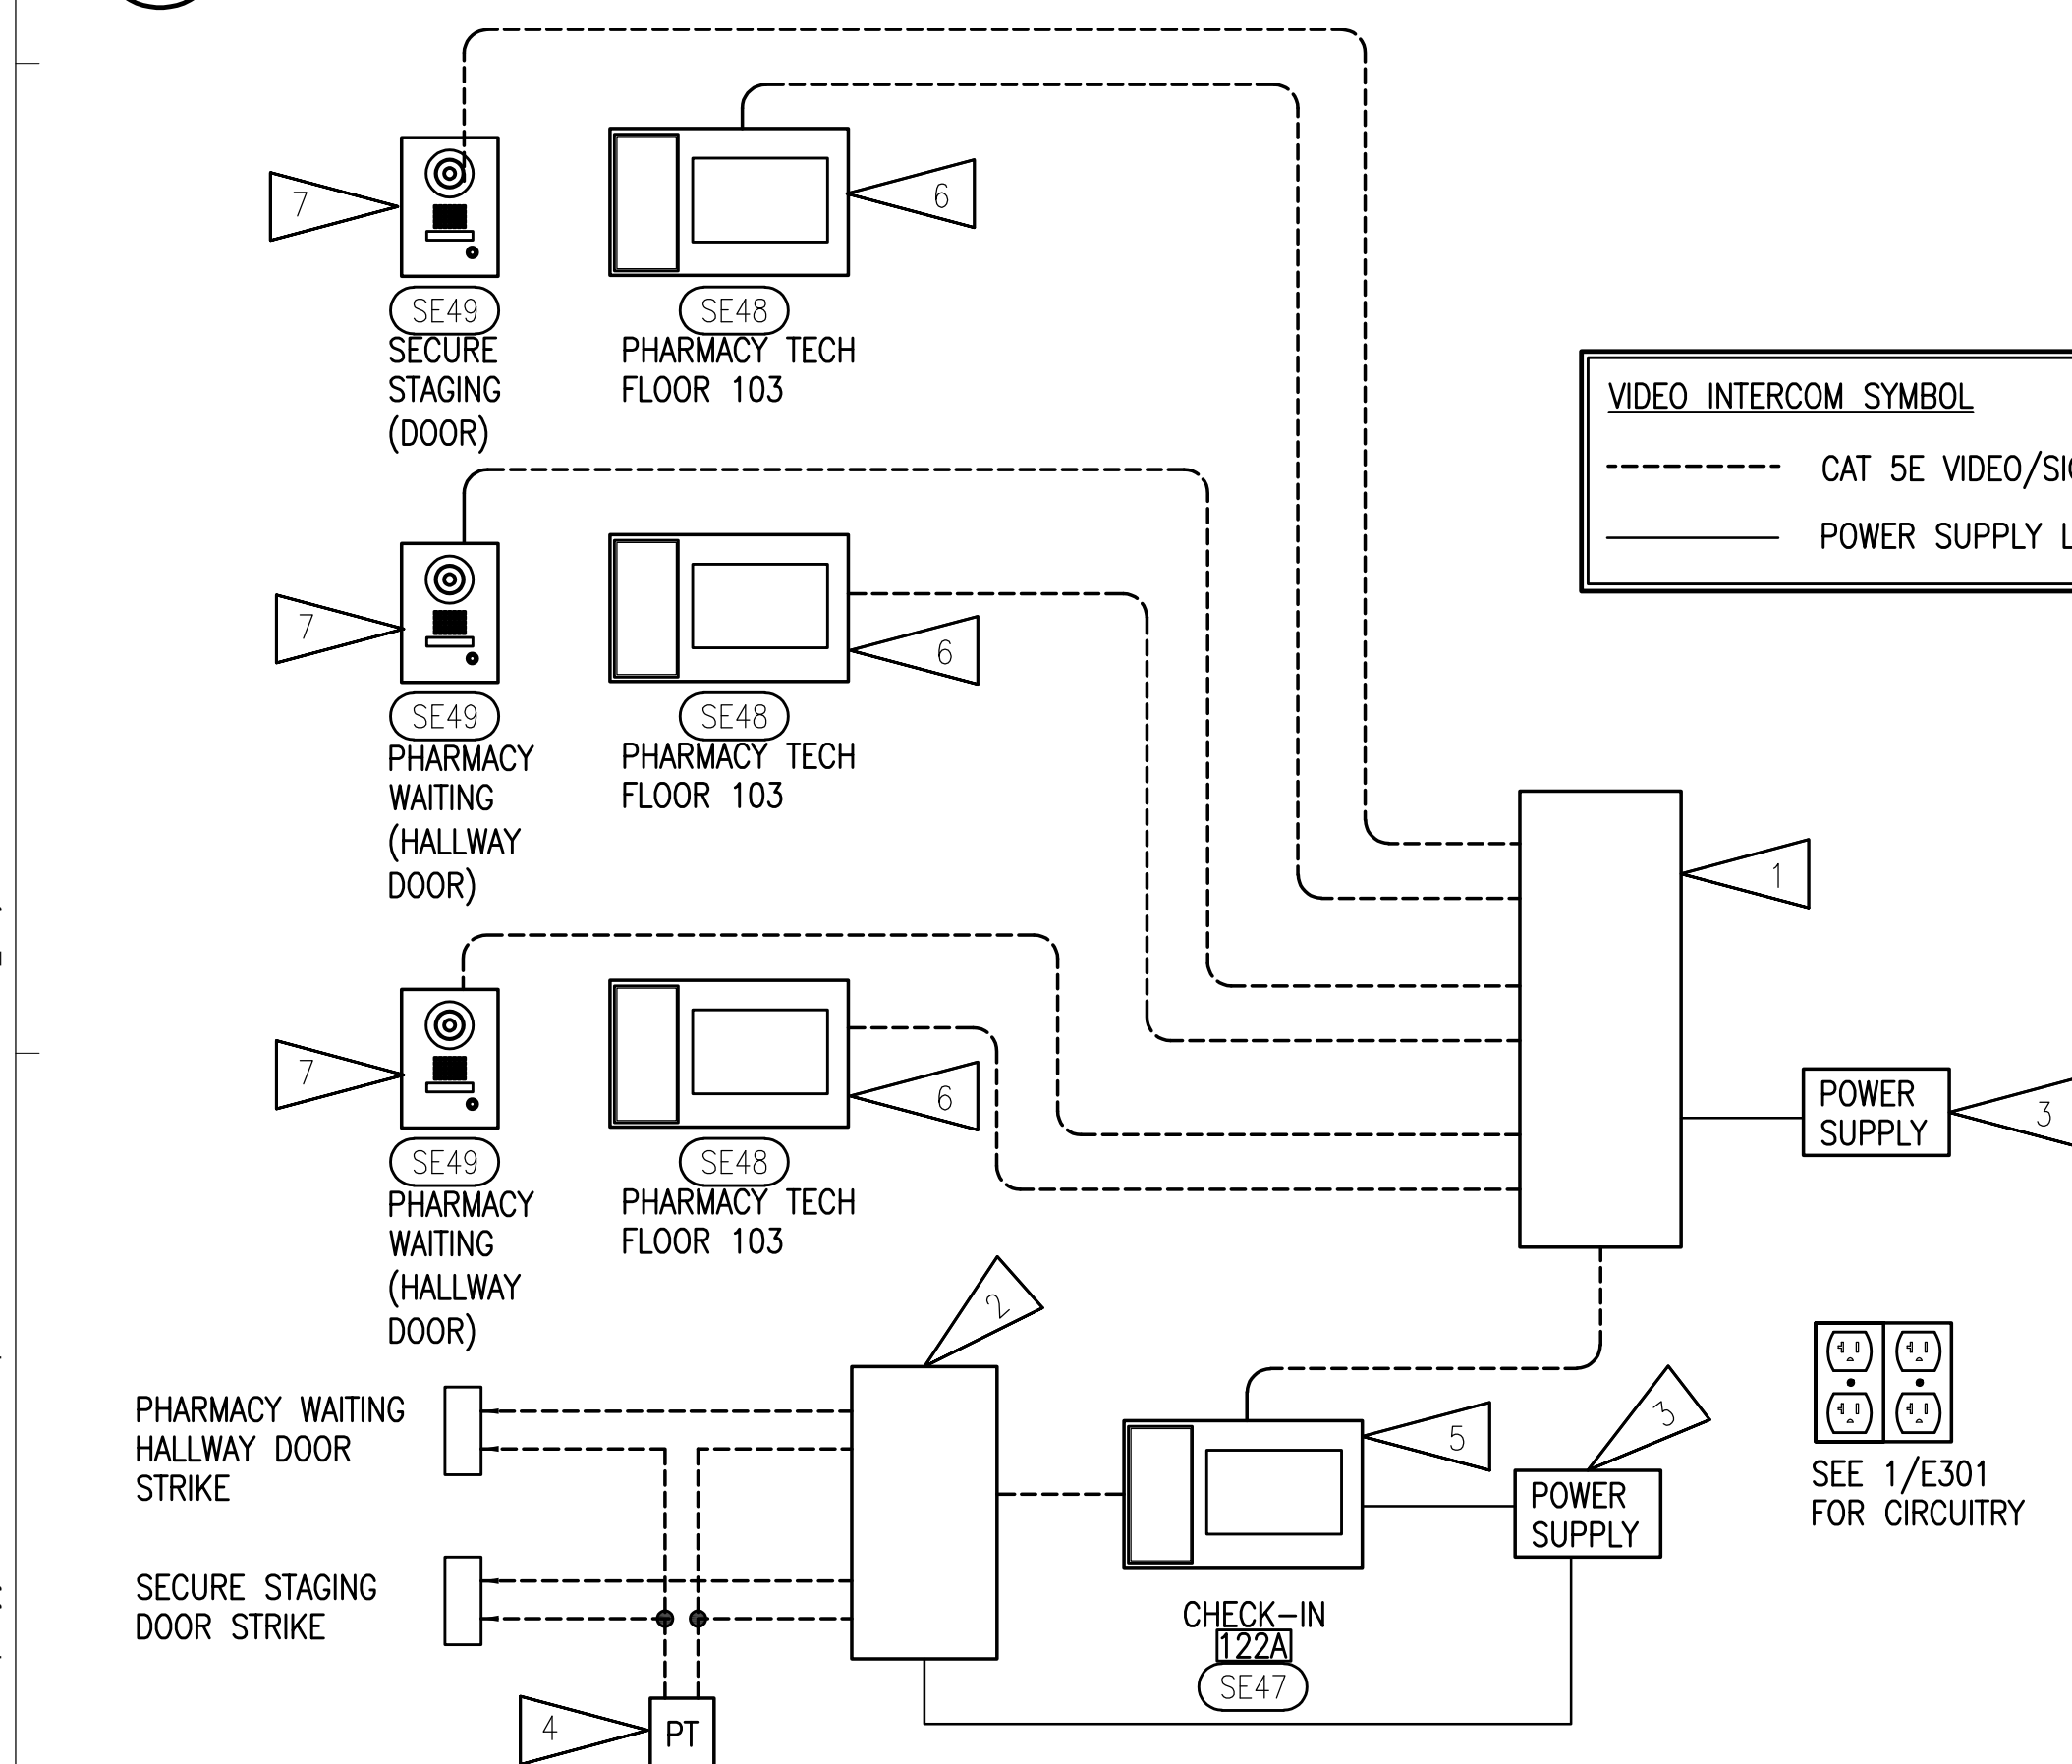 7
6
SE49
SECURE
STAGING
(DOOR)
SE48
PHARMACY TECH
FLOOR 103
VIDEO INTERCOM SYMBOL
CAT 5E
POWER SUPPLY
7
6
SE49
PHARMACY
WAITING
(HALLWAY
DOOR)
SE48
PHARMACY TECH
FLOOR 103
1
7
6
SE49
PHARMACY
WAITING
(HALLWAY
DOOR)
SE48
PHARMACY TECH
FLOOR 103
POWER
SUPPLY
3
2
PHARMACY WAITING
HALLWAY DOOR
STRIKE
SECURE STAGING
DOOR STRIKE
5
3
POWER
SUPPLY
SEE 1/E301
FOR CIRCUITRY
CHECK-IN
122A
SE47
4
PT